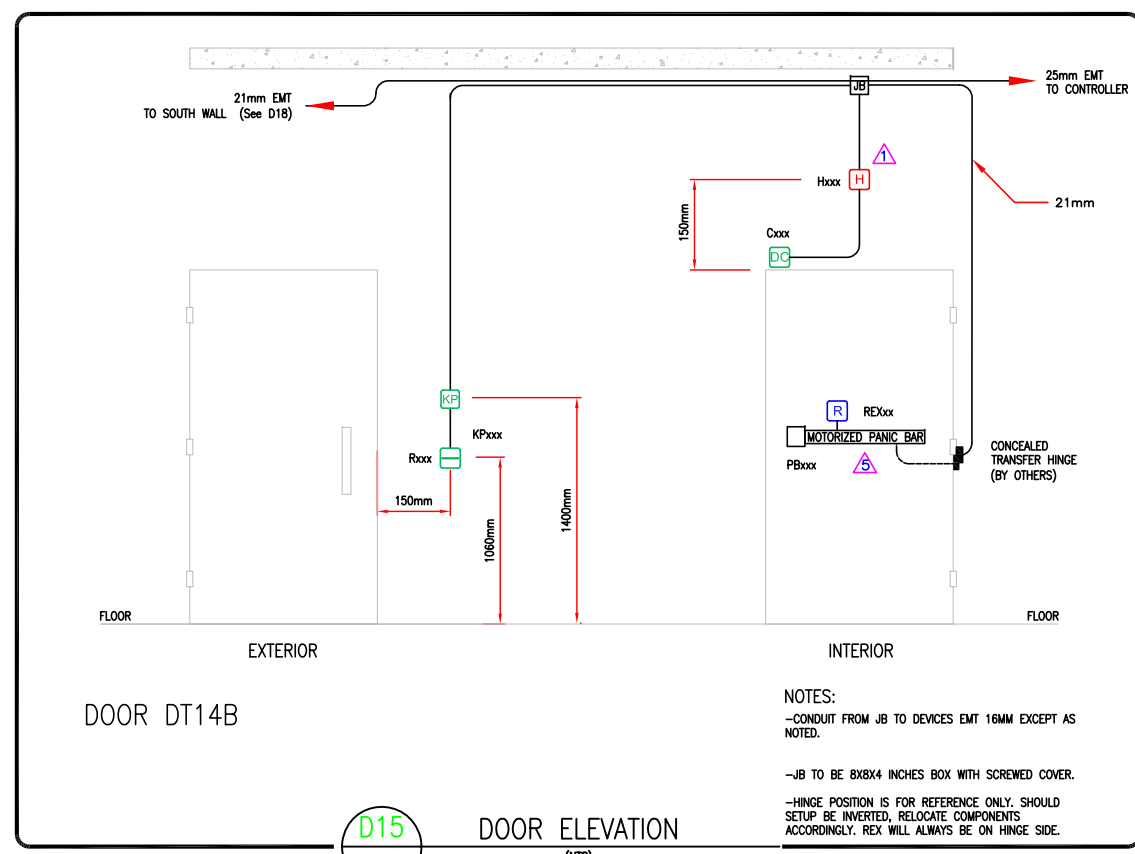 21mm EMT
TO SOUTH WALL (See D18)
JB
25mm EMT
TO CONTROLLER
1
Hxxx
H
21mm
150mm
Cxxx
DC
KP
KPxxx
Rxxx
150mm
1060mm
1400mm
R
REXxx
MOTORIZED PANIC BAR
PBxxx
5
CONCEALED
TRANSFER HINGE
(BY OTHERS)
FLOOR
FLOOR
EXTERIOR
INTERIOR
DOOR DT14B
NOTES:
-CONDUIT FROM JB TO DEVICES EMT 16MM EXCEPT AS
NOTED.
-JB TO BE 8X8X4 INCHES BOX WITH SCREWED COVER.
-HINGE POSITION IS FOR REFERENCE ONLY. SHOULD
SETUP BE INVERTED, RELOCATE COMPONENTS
ACCORDINGLY. REX WILL ALWAYS BE ON HINGE SIDE.
D15
DOOR ELEVATION